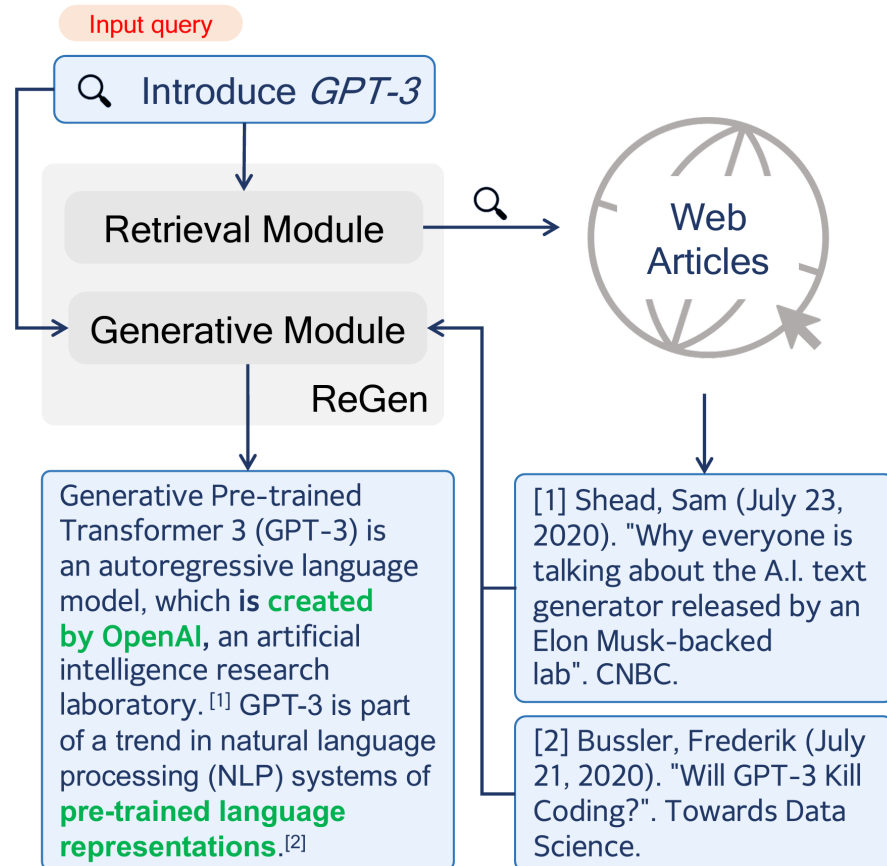 Input query
Introduce GPT-3
Retrieval Module
Web
Articles
Generative Module
ReGen
Generative Pre-trained
Transformer 3 (GPT-3) is
an autoregressive language
model, which is created
by OpenAI, an artificial
intelligence research
laboratory. [1] GPT-3 is part
of a trend in natural language
processing (NLP) systems of
pre-trained language
representations.[2]
[1] Shead, Sam (July 23,
2020). "Why everyone is
talking about the A.I. text
generator released by an
Elon Musk-backed
lab". CNBC.
[2] Bussler, Frederik (July
21, 2020). "Will GPT-3 Kill
Coding?". Towards Data
Science.